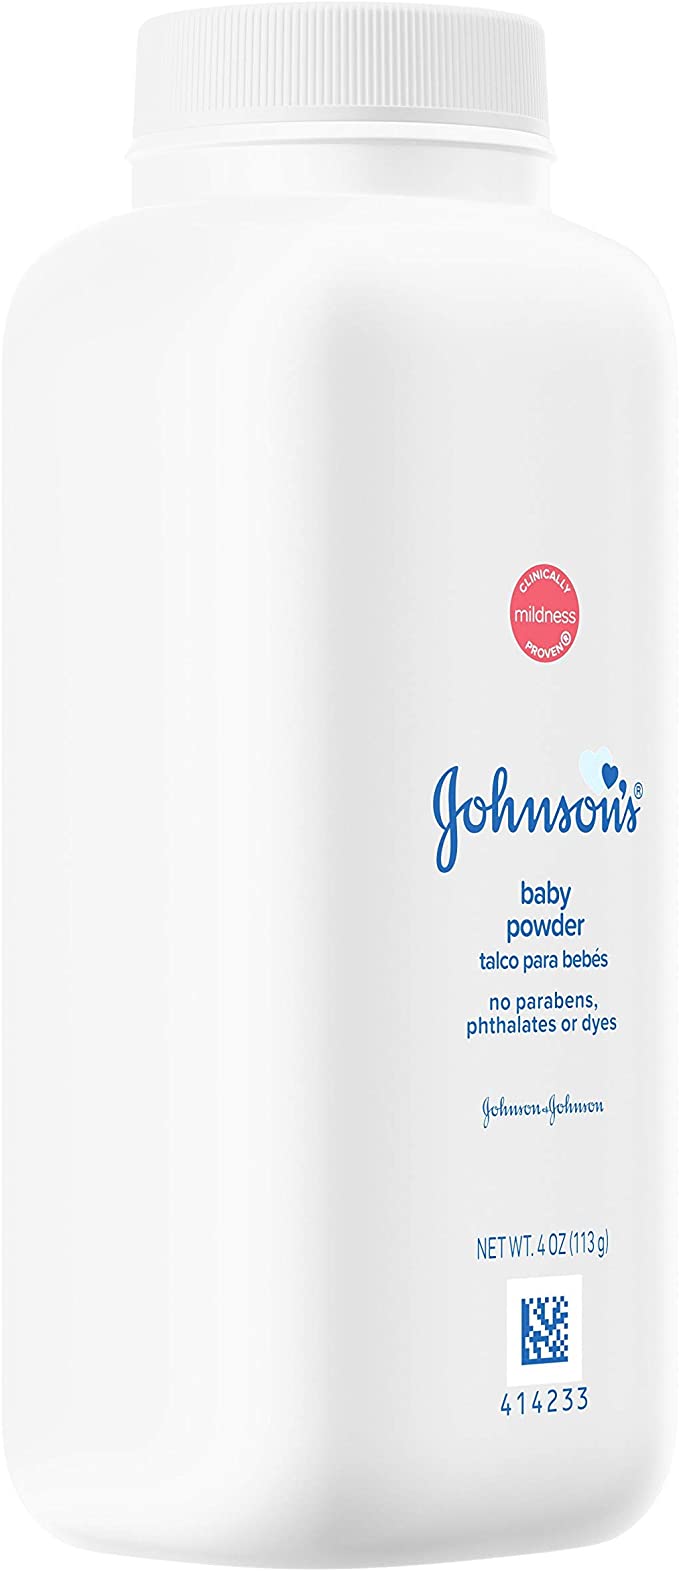 CLINICALLY
mildness
PROVEN®
Johnson's®
baby
powder
talco para bebés
no parabens,
phthalates or dyes
Johnson&Johnson
NET WT. 4 OZ (113 g)
414233